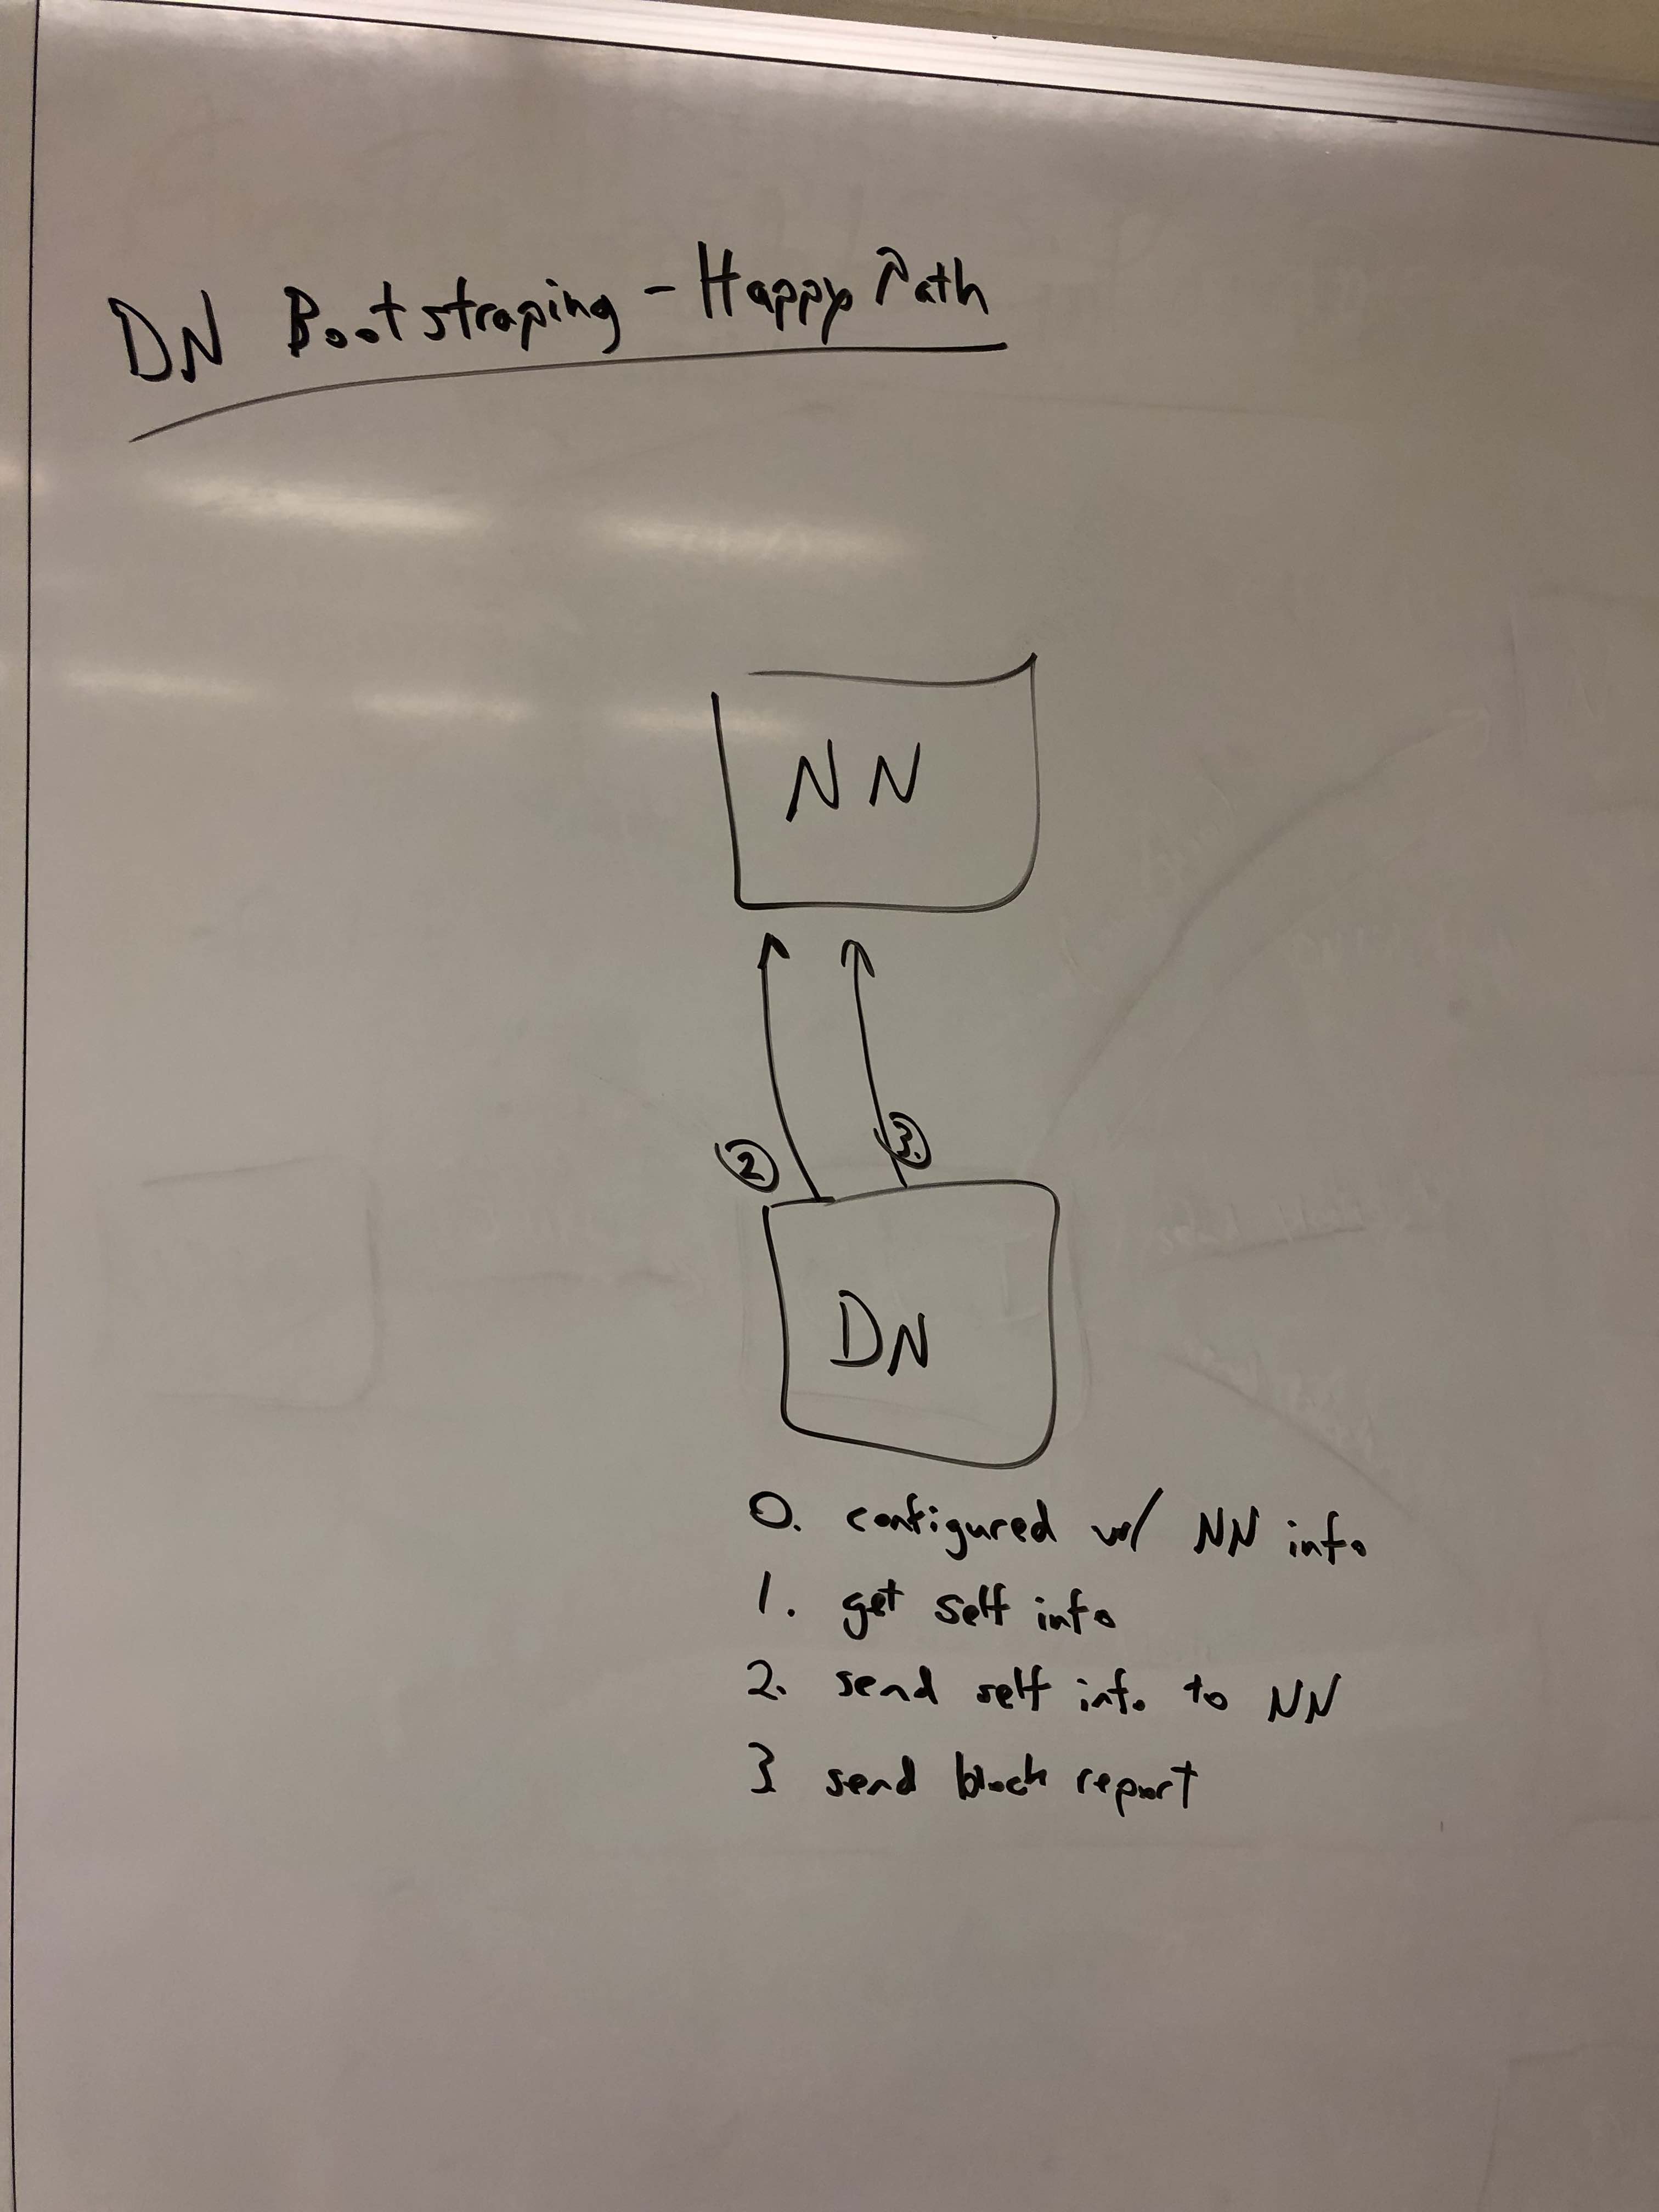 DN Bootstraping - Happy Path
NN
2 3.
DN
0. configured w/ NN info
1. get self info
2. send self info to NN
3 send block report